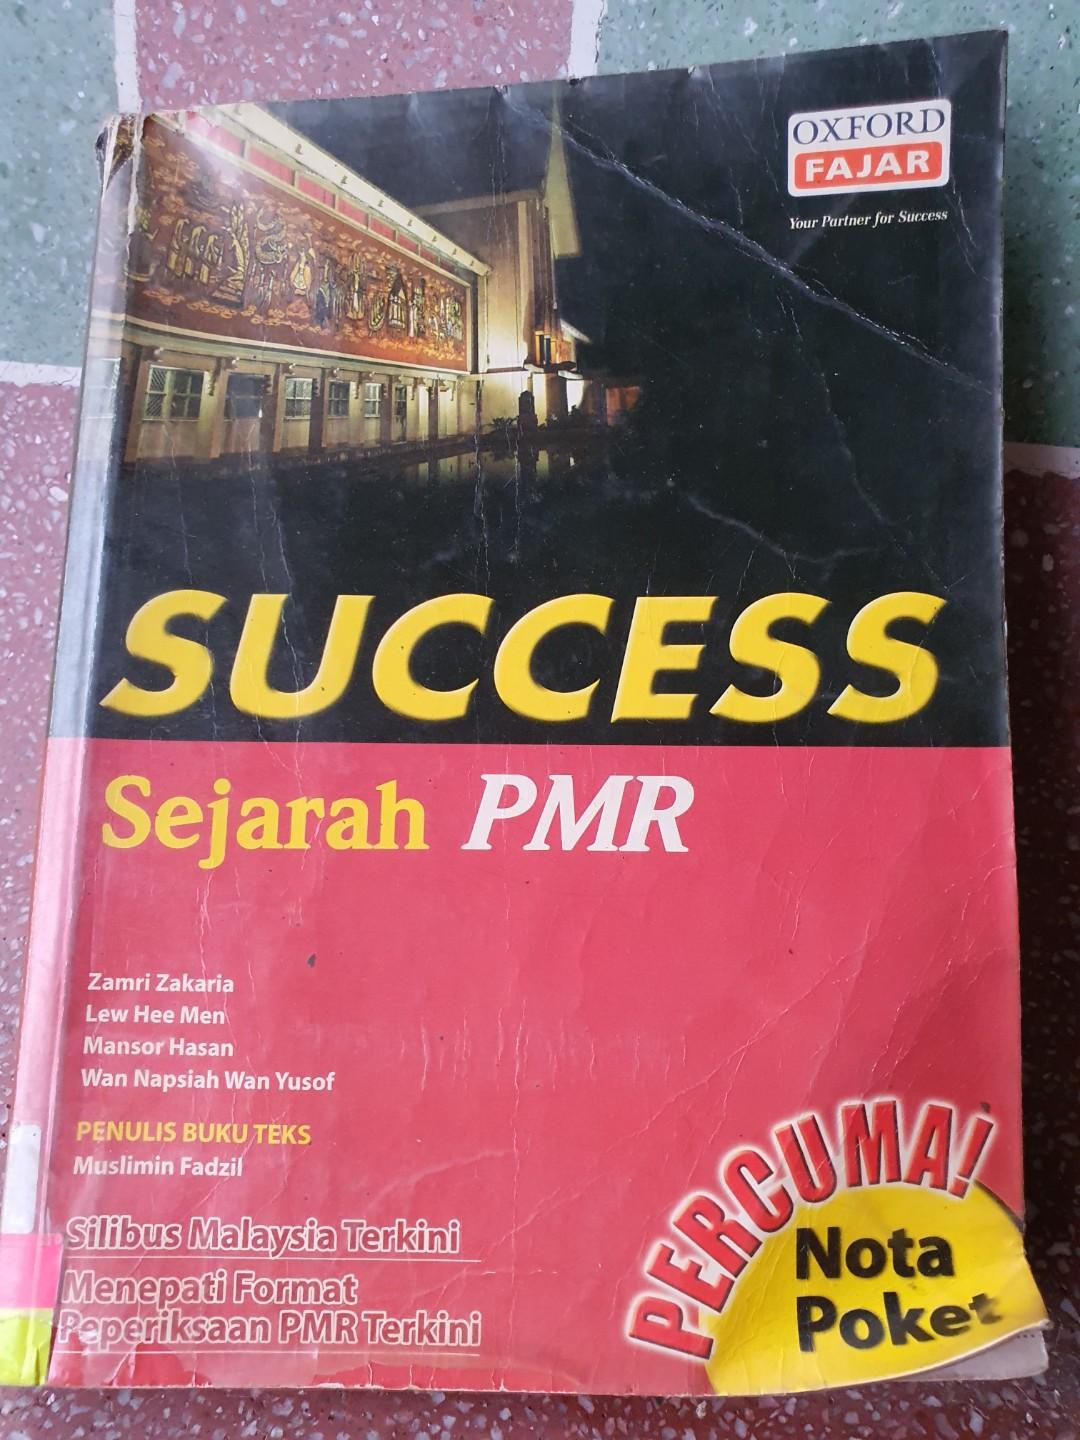 OXFORD
FAJAR
Your Partner for Success
SUCCESS
Sejarah PMR
Zamri Zakaria
Lew Hee Men
Mansor Hasan
Wan Napsiah Wan Yusof
PENULIS BUKU TEKS
Muslimin Fadzil
Silibus Malaysia Terkini
Menepati Format
Peperiksaan PMR Terkini
PERCUMA!
Nota
Poket